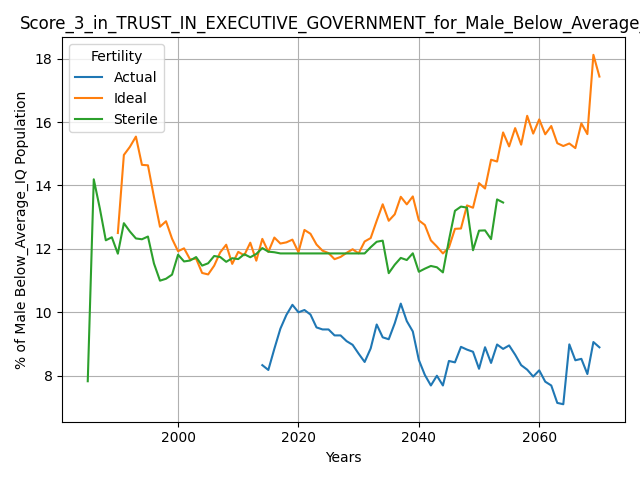 Score_3_in_TRUST_IN_EXECUTIVE_GOVERNMENT_for_Male_Below_Average_
Fertility
Actual
Ideal
Sterile
% of Male Below_Average_IQ Population
18
16
14
12
10
8
2000 2020 2040 2060
Years